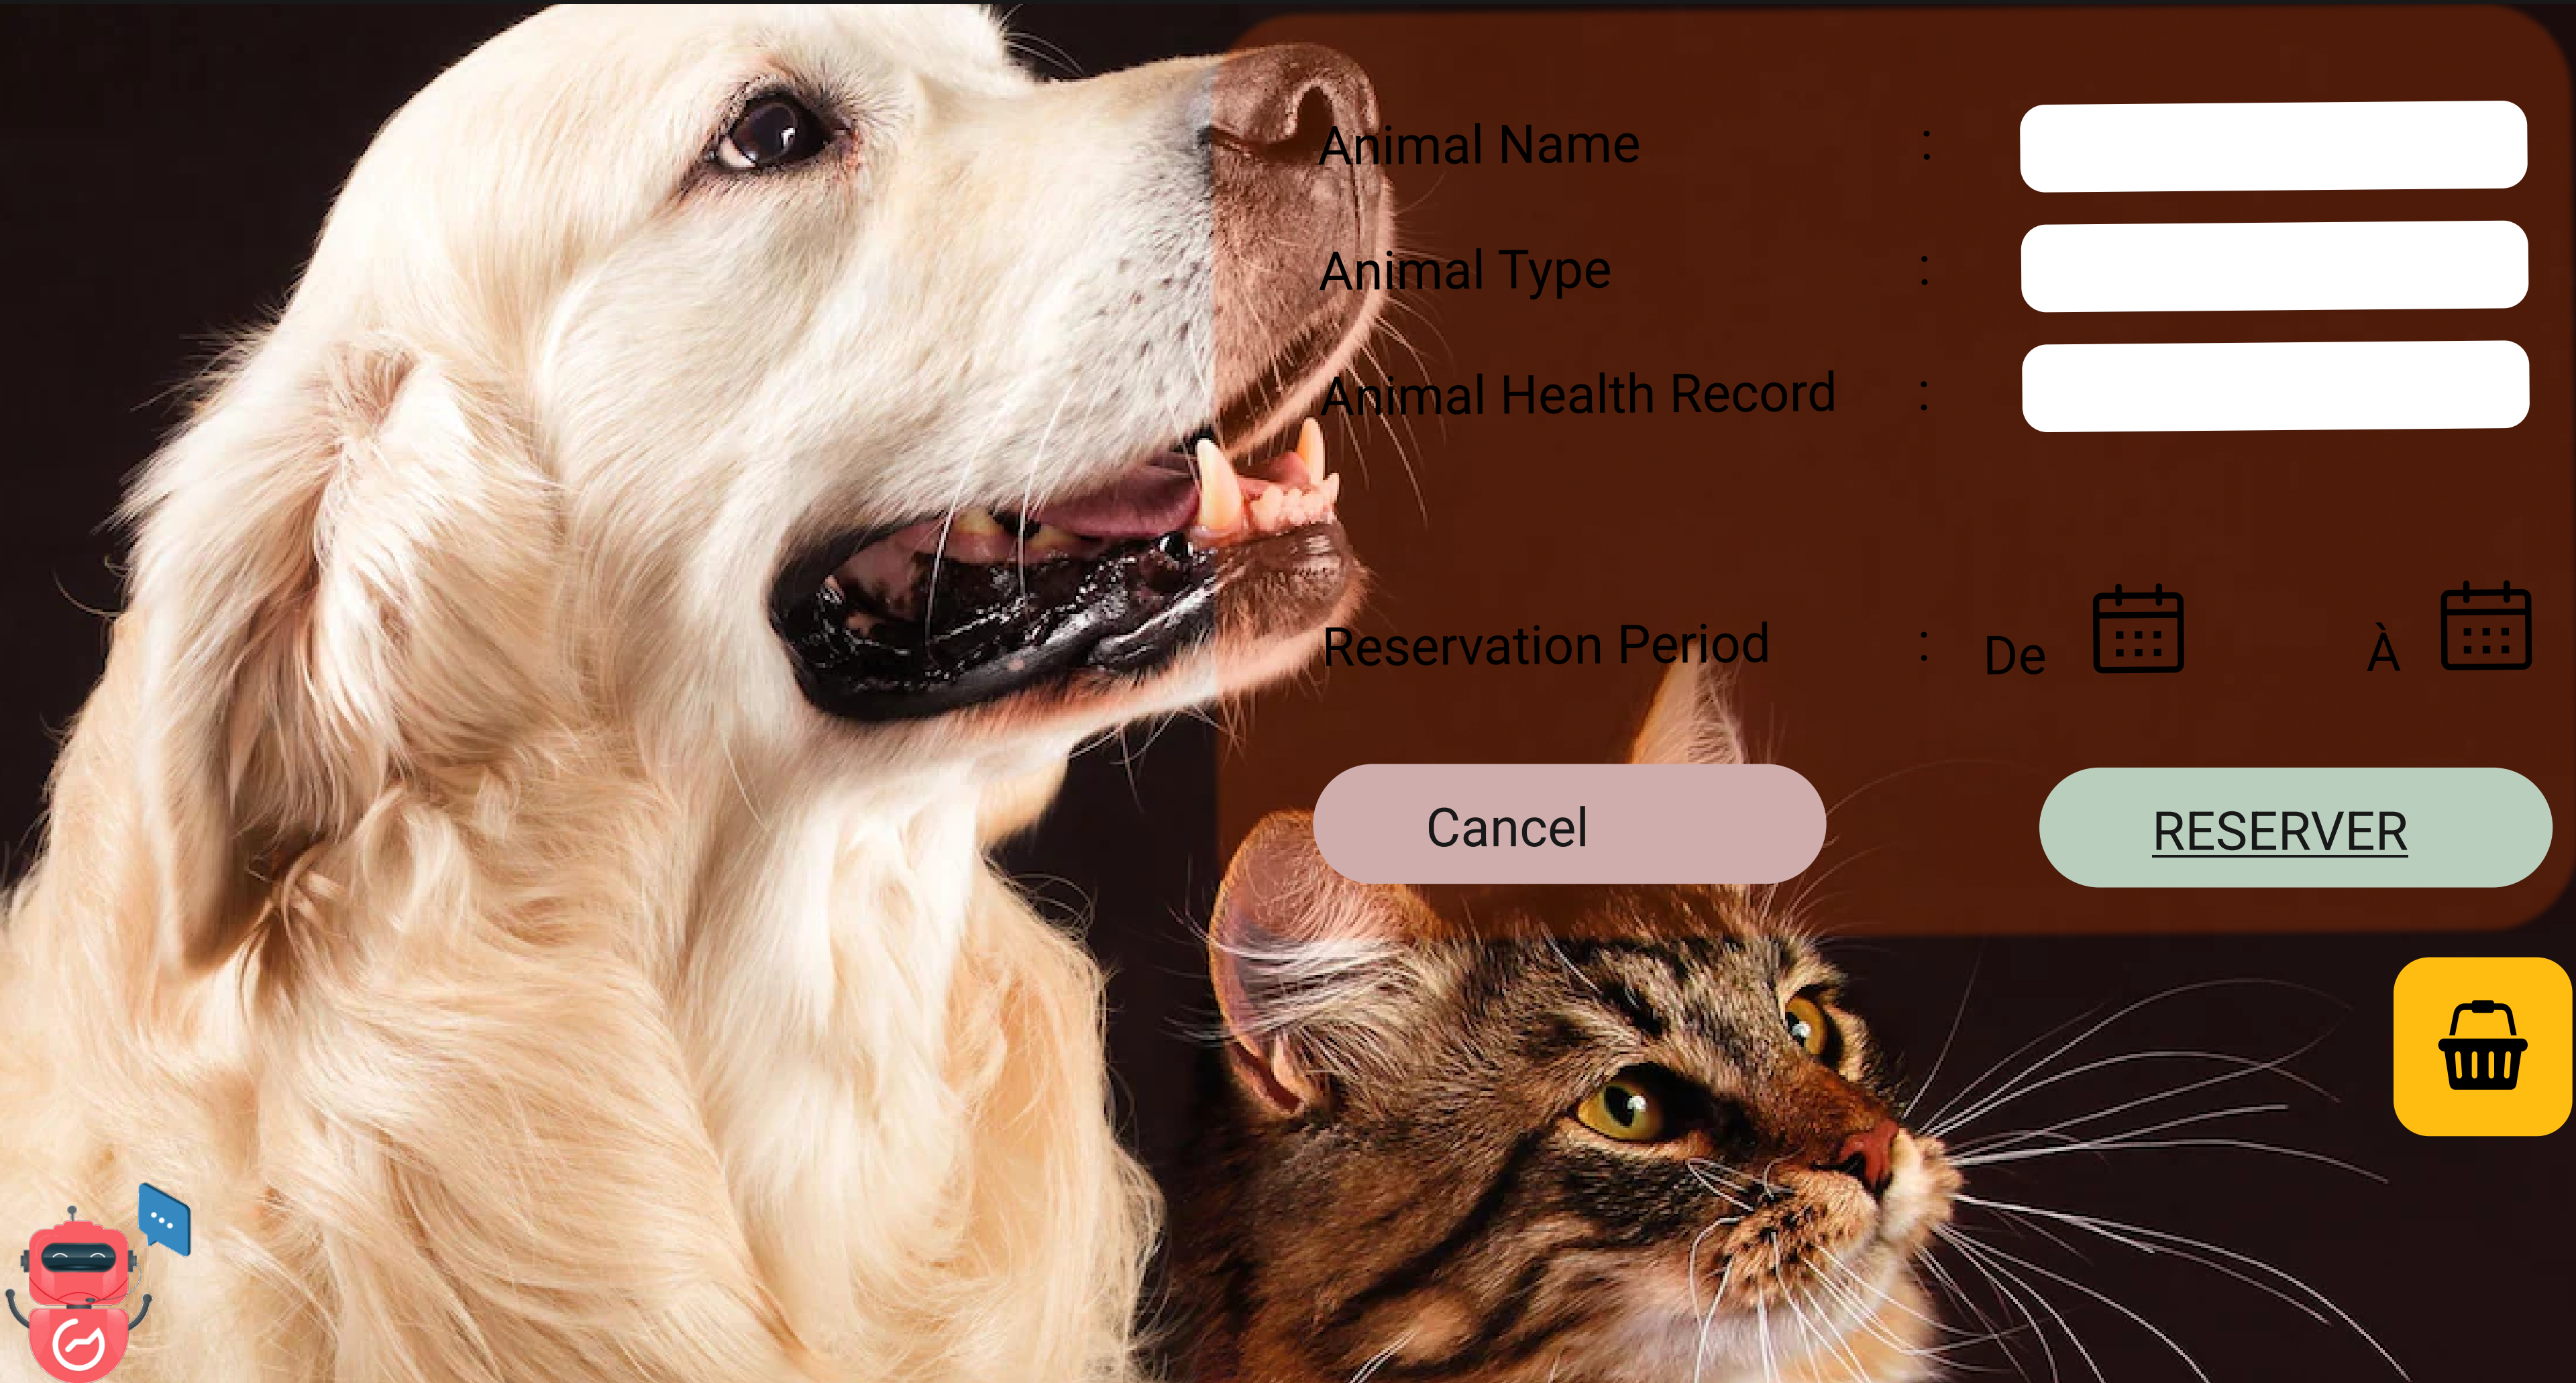 Animal Name :
Animal Type :
Animal Health Record :
Reservation Period : De À
Cancel
RESERVER